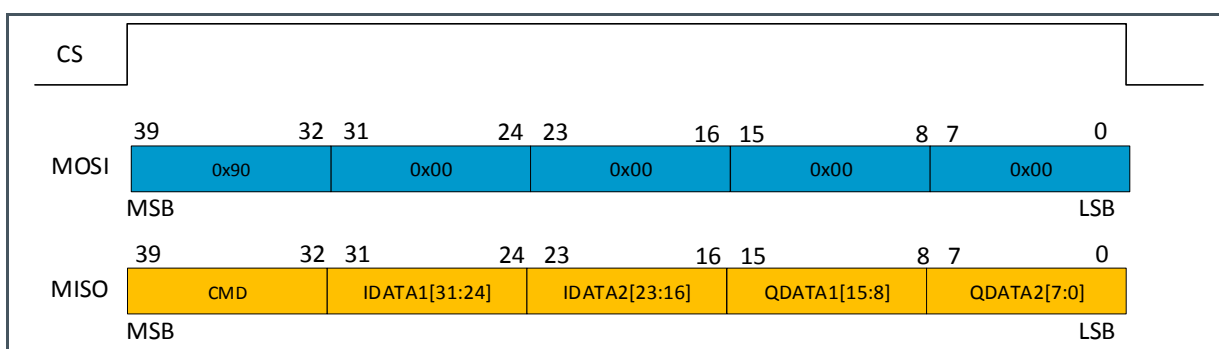 CS
39 32 31 24 23 16 15 8 7 0
MOSI 0x90 0x00 0x00 0x00 0x00
MSB LSB
39 32 31 24 23 16 15 8 7 0
MISO CMD IDATA1[31:24] IDATA2[23:16] QDATA1[15:8] QDATA2[7:0]
MSB LSB